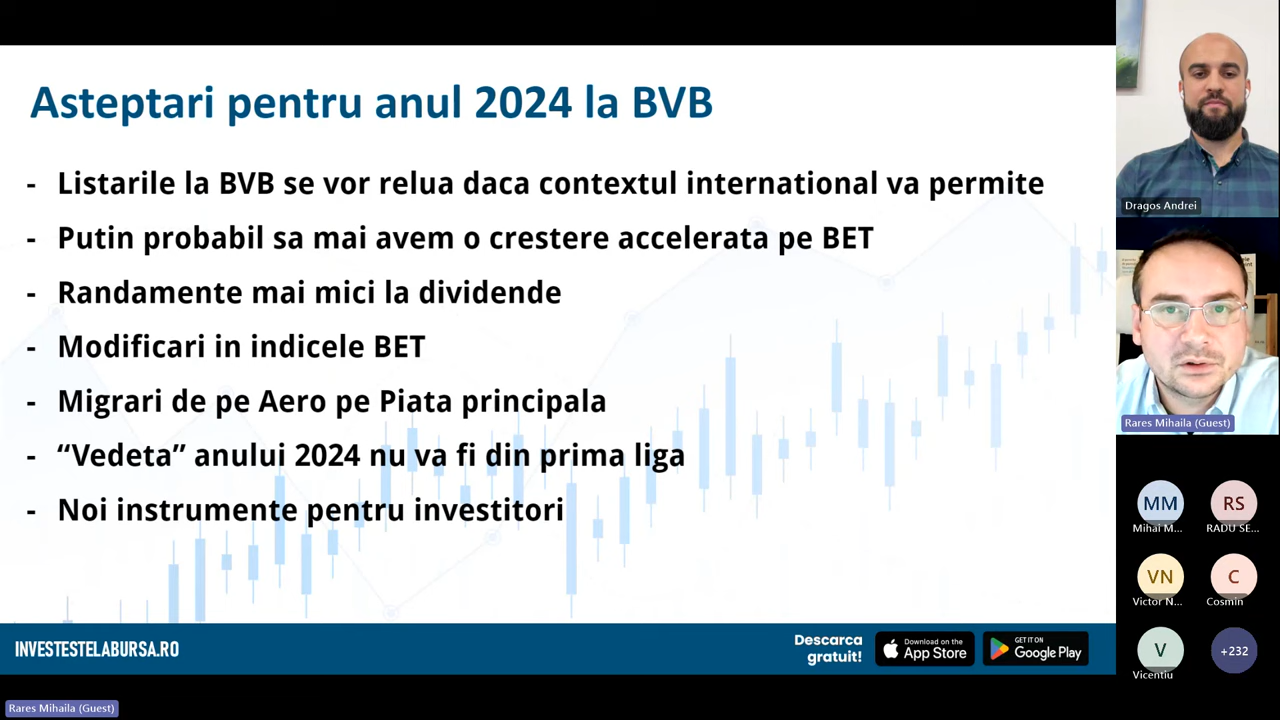 Asteptari pentru anul 2024 la BVB
- Listarile la BVB se vor relua daca contextul international va permite
- Putin probabil sa mai avem o crestere accelerata pe BET
- Randamente mai mici la dividende
- Modificari in indicele BET
- Migrari de pe Aero pe Piata principala
- “Vedeta” anului 2024 nu va fi din prima liga
- Noi instrumente pentru investitori
INVESTESTELABURSA.RO
Descarca
gratuit!
Download on the
App Store
GET IT ON
Google Play
Rares Mihaila (Guest)
Dragos Andrei
Rares Mihaila (Guest)
MM
Mihai M...
RS
RADU SE...
VN
Victor N...
C
Cosmin
V
Vicentiu
+232